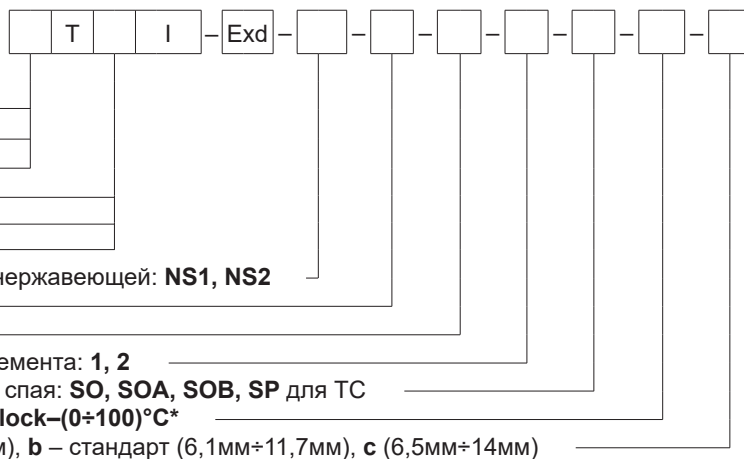 T I – Exd – – – – – – –
нержавеющей: NS1, NS2
емента: 1, 2
спая: SO, SOA, SOB, SP для ТС
lock–(0÷100)°C*
м), b – стандарт (6,1мм÷11,7мм), c (6,5мм÷14мм)